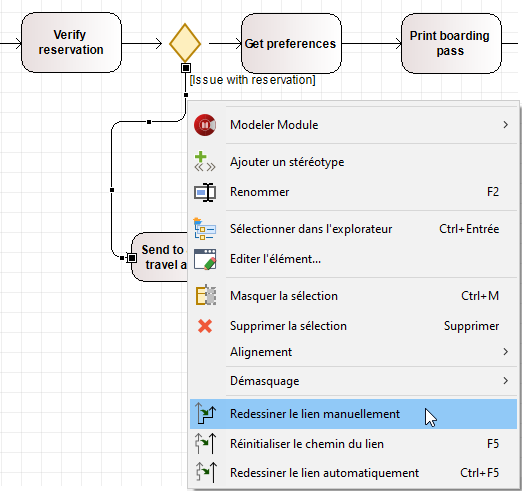 Verify
reservation
Get preferences
Print boarding
pass
[Issue with reservation]
Send to
travel a
Modeler Module
Ajouter un stéréotype
Renommer F2
Sélectionner dans l'explorateur Ctrl+Entrée
Editer l'élément...
Masquer la sélection Ctrl+M
Supprimer la sélection Supprimer
Alignement
Démasquage
Redessiner le lien manuellement
Réinitialiser le chemin du lien F5
Redessiner le lien automatiquement Ctrl+F5